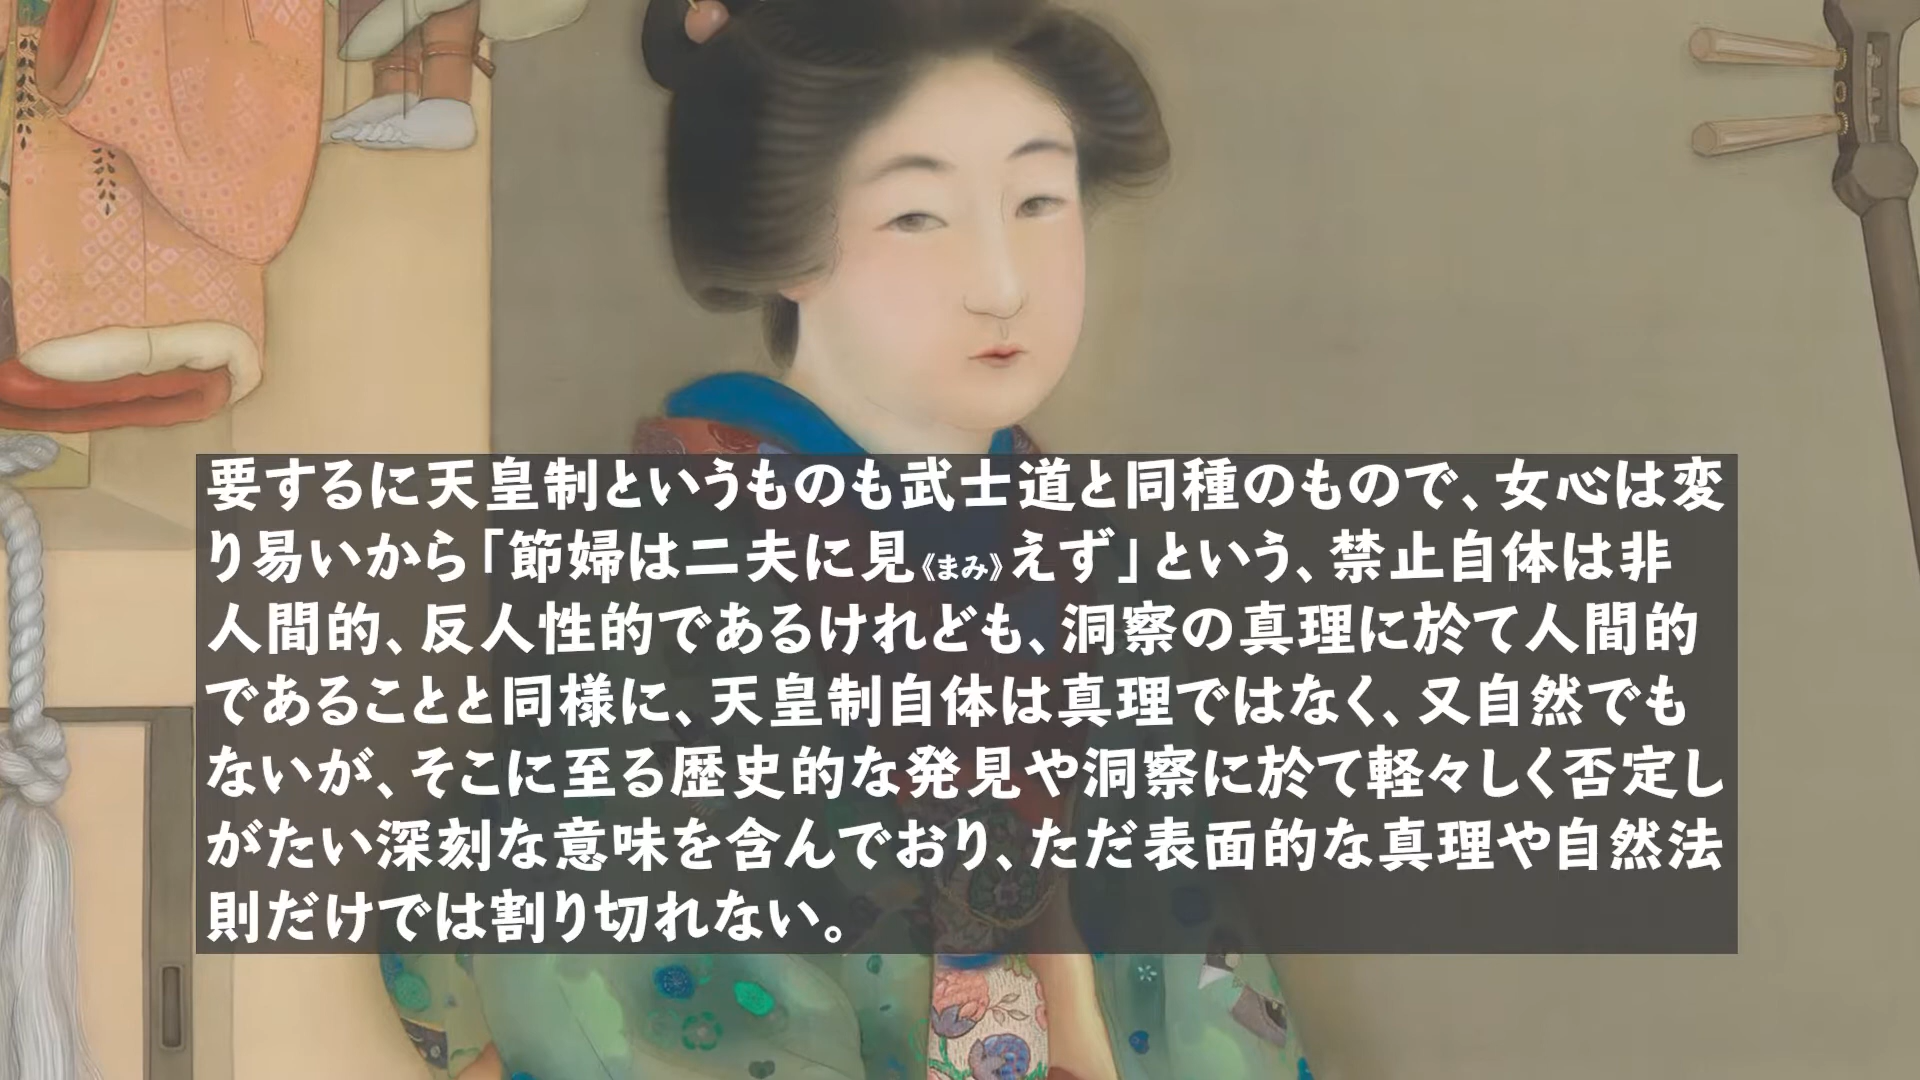 要するに天皇制というものも武士道と同種のもので、女心は変
り易いから「節婦は二夫に見《まみ》えず」という、禁止自体は非
人間的、反人性的であるけれども、洞察の真理に於て人間的
であることと同様に、天皇制自体は真理ではなく、又自然でも
ないが、そこに至る歴史的な発見や洞察に於て軽々しく否定し
がたい深刻な意味を含んでおり、ただ表面的な真理や自然法
則だけでは割り切れない。